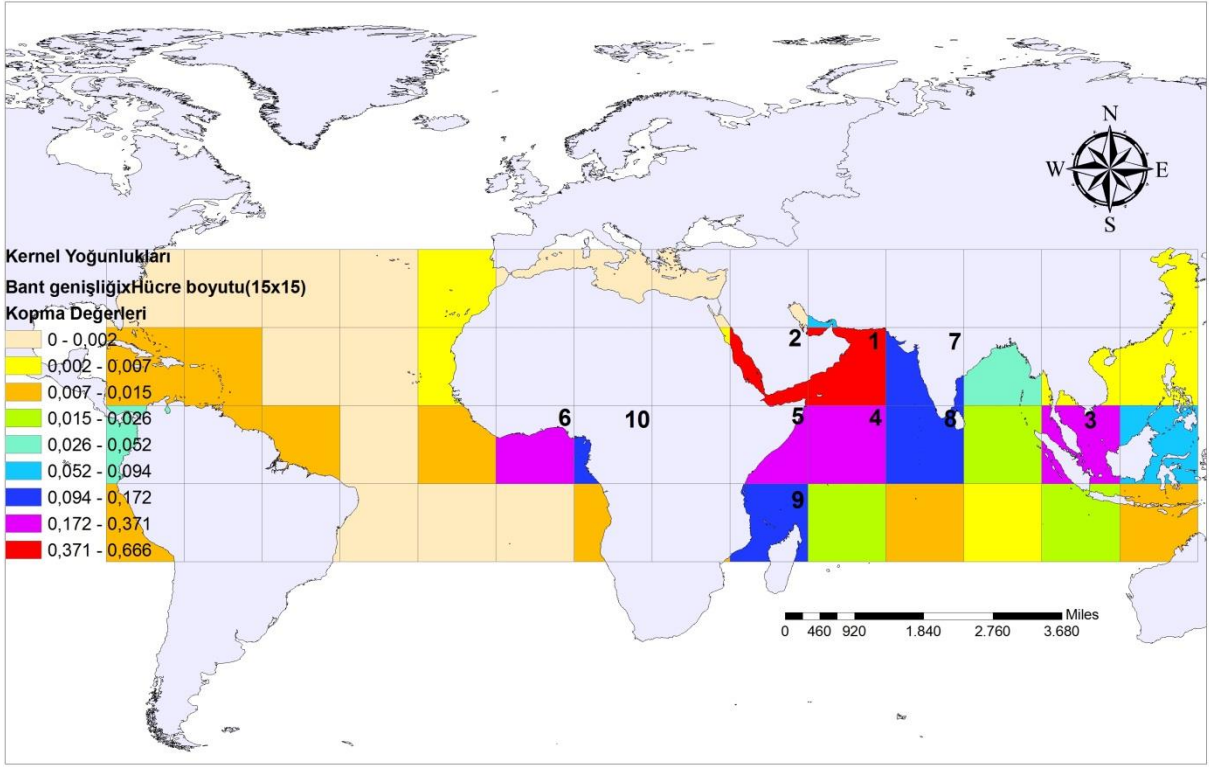 N
W E
S
Kernel Yoğunlukları
Bant genişliğixHücre boyutu(15x15)
Kopma Değerleri
0 - 0,002
0,002 - 0,007
0,007 - 0,015
0,015 - 0,026
0,026 - 0,052
0,052 - 0,094
0,094 - 0,172
0,172 - 0,371
0,371 - 0,666
2 1 7
6 10 5 4 8 3
9
Miles
0 460 920 1.840 2.760 3.680